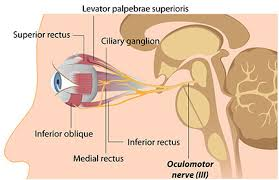 Levator palpebrae superioris
Superior rectus
Ciliary ganglion
Inferior oblique
Inferior rectus
Medial rectus
Oculomotor
nerve (III)